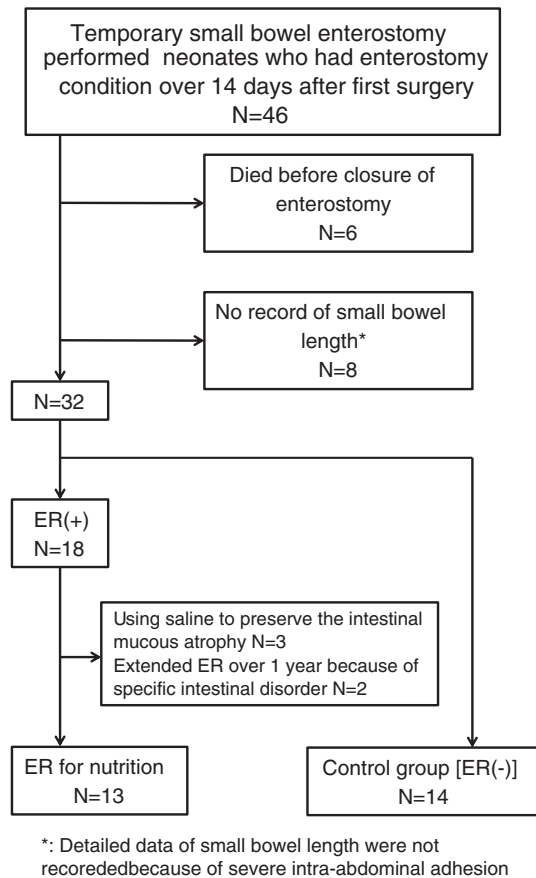 Temporary small bowel enterostomy
performed neonates who had enterostomy
condition over 14 days after first surgery
N=46
Died before closure of
enterostomy
N=6
No record of small bowel
length*
N=8
N=32
ER(+)
N=18
Using saline to preserve the intestinal
mucous atrophy N=3
Extended ER over 1 year because of
specific intestinal disorder N=2
ER for nutrition
N=13
Control group [ER(-)]
N=14
*: Detailed data of small bowel length were not
recorededbecause of severe intra-abdominal adhesion